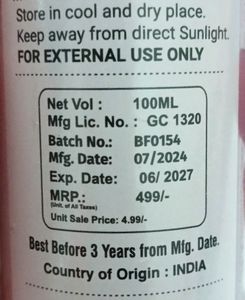 Store in cool and dry place.
Keep away from direct Sunlight.
FOR EXTERNAL USE ONLY
Net Vol : 100ML
Mfg Lic. No. : GC 1320
Batch No.: BF0154
Mfg. Date: 07/2024
Exp. Date: 06/ 2027
MRP.: 499/-
(Unit. of All Taxes)
Unit Sale Price: 4.99/-
Best Before 3 Years from Mfg. Date.
Country of Origin : INDIA